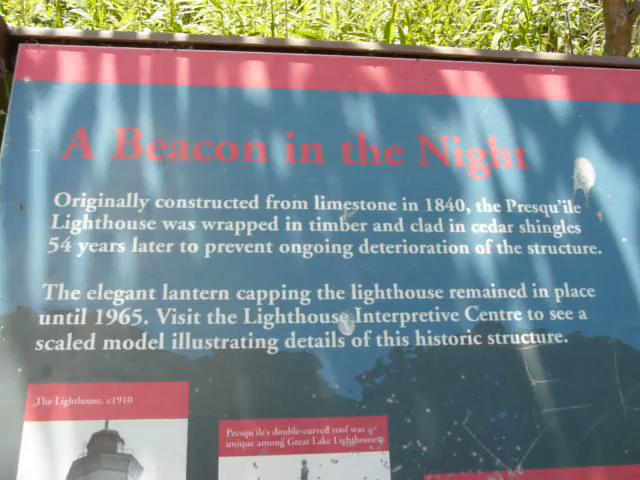 A Beacon in the Night
Originally constructed from limestone in 1840, the Presqu'ile
Lighthouse was wrapped in timber and clad in cedar shingles
54 years later to prevent ongoing deterioration of the structure.
The elegant lantern capping the lighthouse remained in place
until 1965. Visit the Lighthouse Interpretive Centre to see a
scaled model illustrating details of this historic structure.
The Lighthouse, c1910
Presqu'ile's double-curved roof was
unique among Great Lake Lighthouses